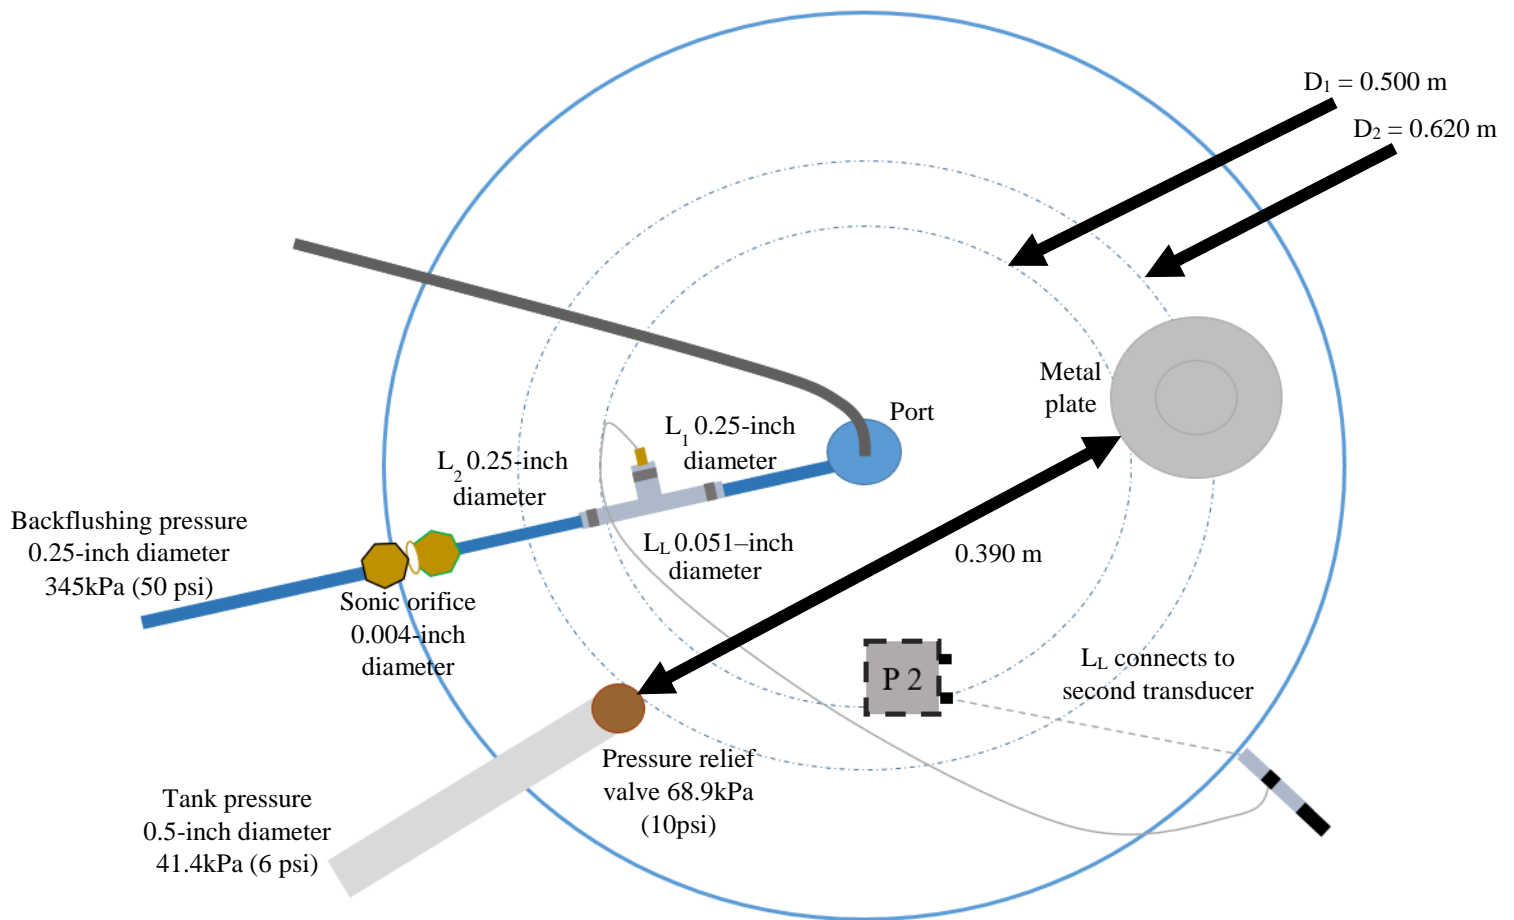 D₁ = 0.500 m
D₂ = 0.620 m
Metal
plate
Port
L₁ 0.25-inch
diameter
L₂ 0.25-inch
diameter
Backflushing pressure
0.25-inch diameter
345kPa (50 psi)
L_L 0.051–inch
diameter
0.390 m
Sonic orifice
0.004-inch
diameter
P 2
L_L connects to
second transducer
Pressure relief
valve 68.9kPa
(10psi)
Tank pressure
0.5-inch diameter
41.4kPa (6 psi)